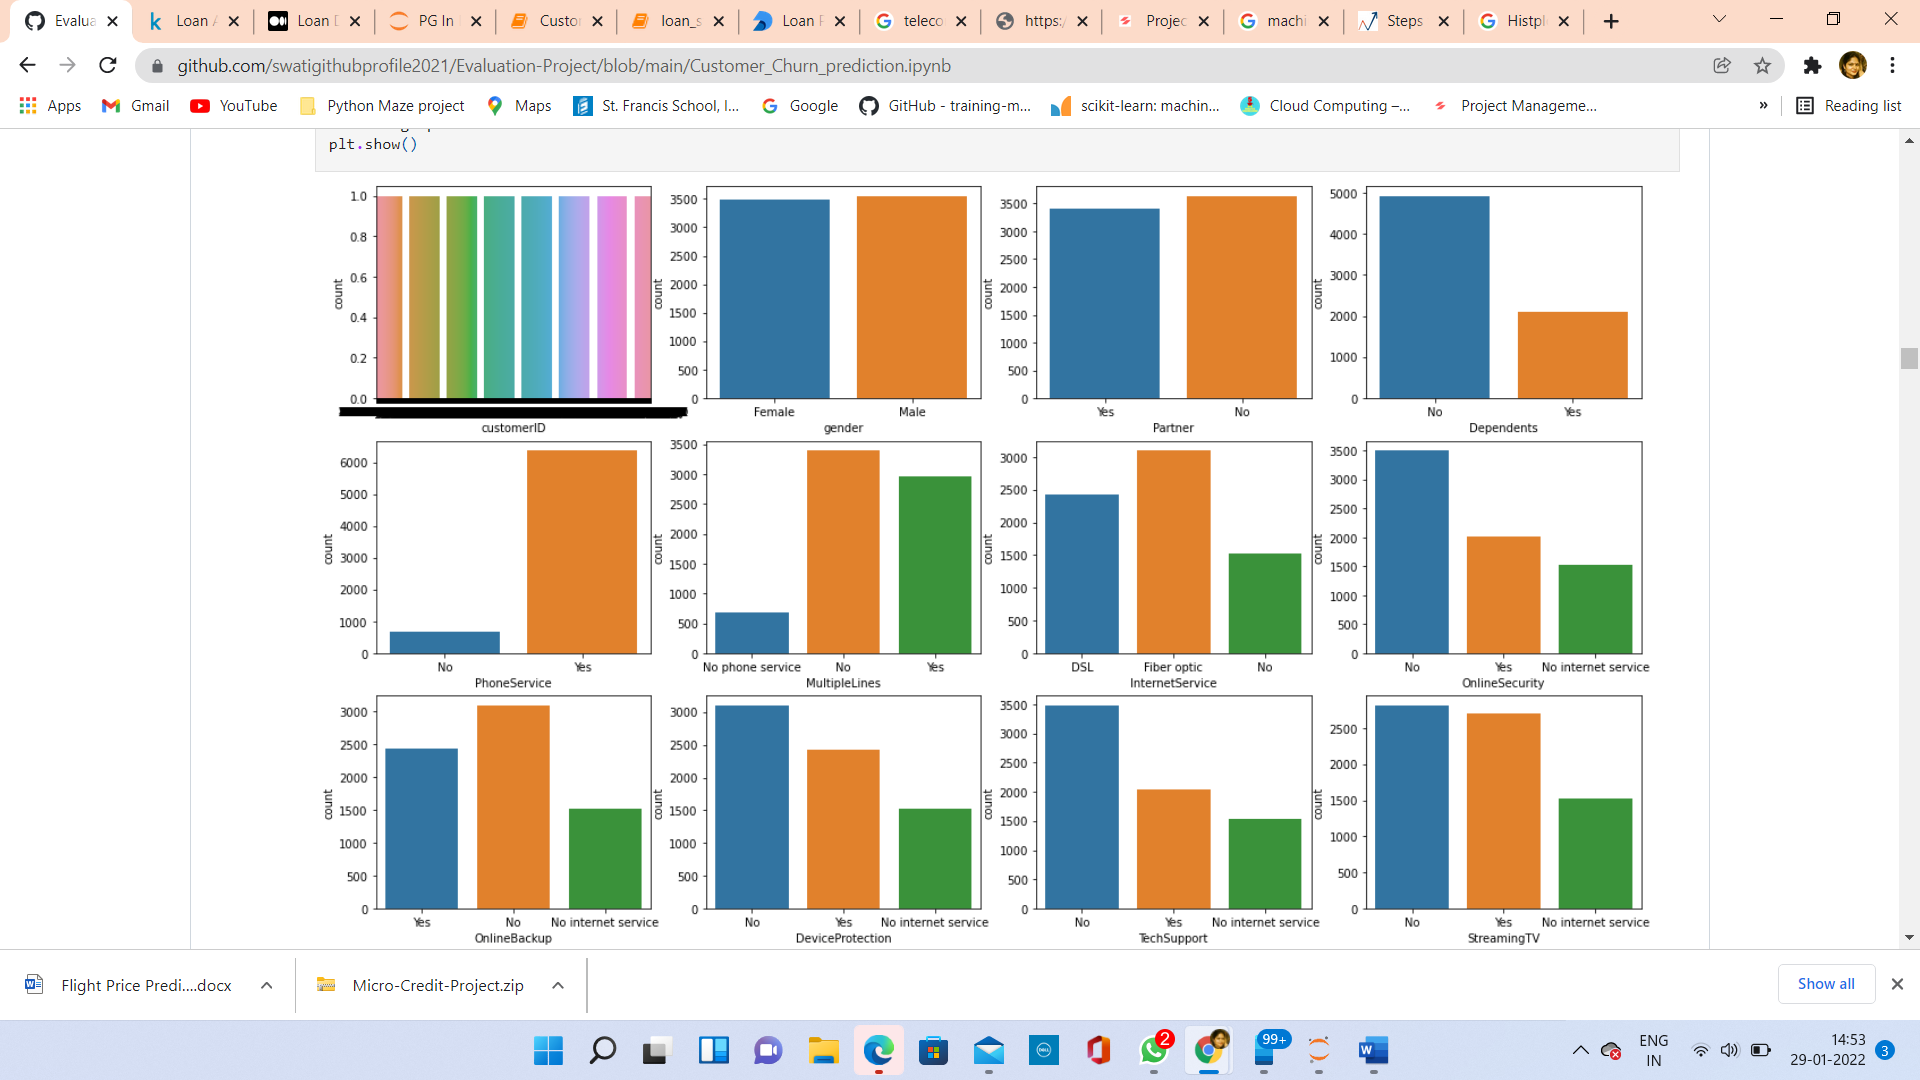 Evalua
Loan A
Loan D
PG In
Custo
loan_s
Loan P
teleco
https:/
Projec
machi
Steps
Histpl
github.com/swatigithubprofile2021/Evaluation-Project/blob/main/Customer_Churn_prediction.ipynb
Apps Gmail YouTube Python Maze project Maps St. Francis School, I... Google GitHub - training-m... scikit-learn: machin... Cloud Computing –... Project Manageme... » Reading list
plt.show()
1.0
0.8
0.6
0.4
0.2
0.0
count
customerID
3500
3000
2500
2000
1500
1000
500
0
count
Female Male
gender
3500
3000
2500
2000
1500
1000
500
0
count
Yes No
Partner
5000
4000
3000
2000
1000
0
count
No Yes
Dependents
6000
5000
4000
3000
2000
1000
0
count
No Yes
PhoneService
3500
3000
2500
2000
1500
1000
500
0
count
No phone service No Yes
MultipleLines
3000
2500
2000
1500
1000
500
0
count
DSL Fiber optic No
InternetService
3500
3000
2500
2000
1500
1000
500
0
count
No Yes No internet service
OnlineSecurity
3000
2500
2000
1500
1000
500
0
count
Yes No No internet service
OnlineBackup
3000
2500
2000
1500
1000
500
0
count
No Yes No internet service
DeviceProtection
3500
3000
2500
2000
1500
1000
500
0
count
No Yes No internet service
TechSupport
2500
2000
1500
1000
500
0
count
No Yes No internet service
StreamingTV
Flight Price Predi....docx
Micro-Credit-Project.zip
Show all
2
99+
ENG
IN
14:53
29-01-2022
3